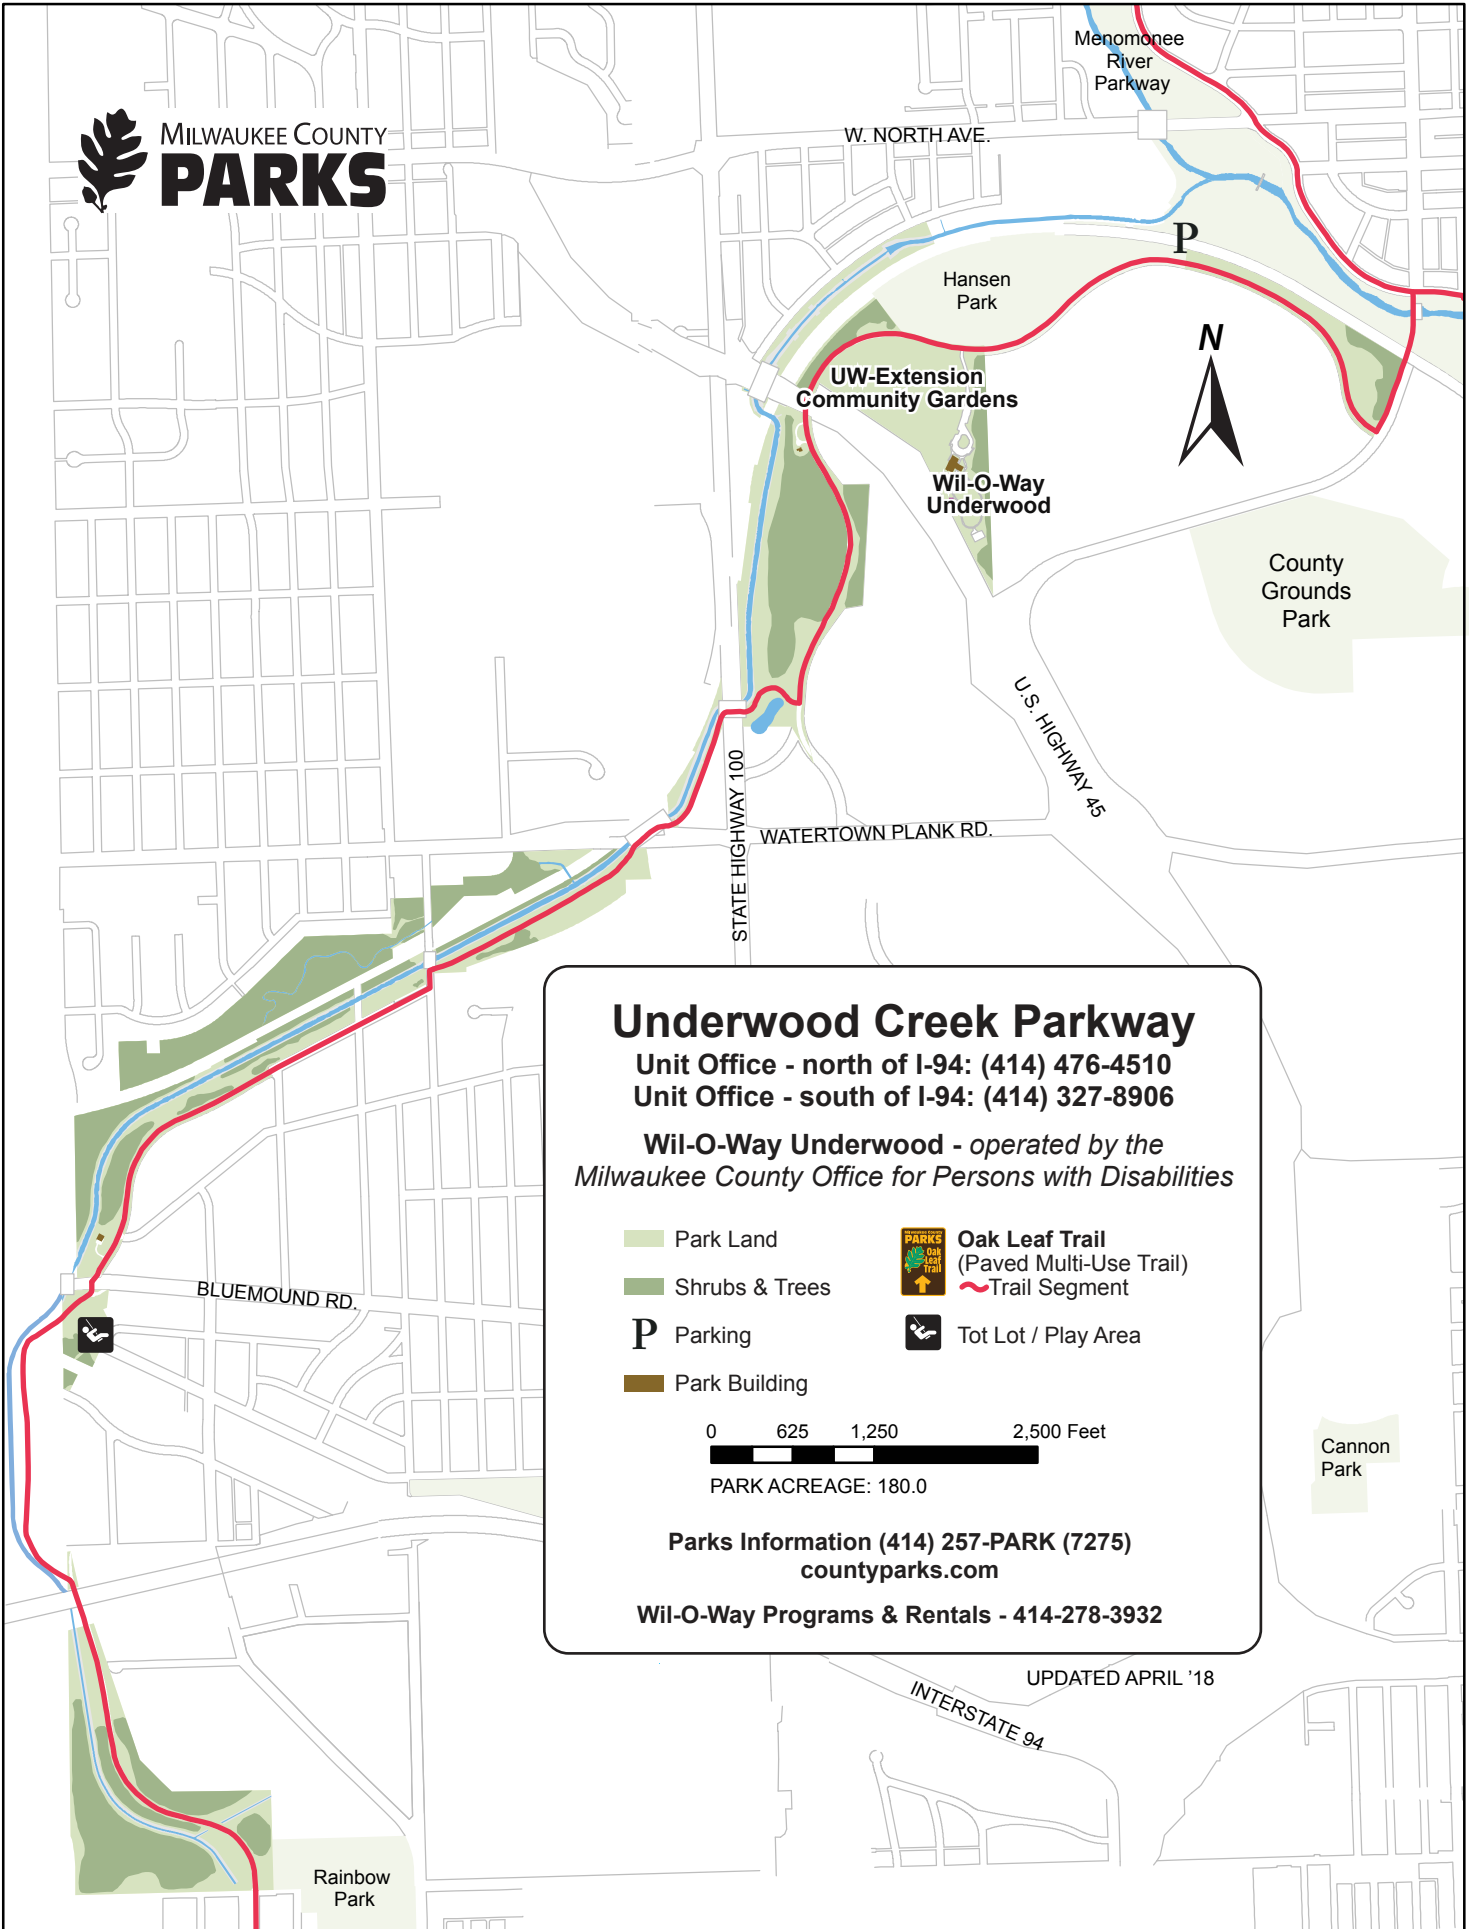 Menomonee
River
Parkway
MILWAUKEE COUNTY
PARKS
W. NORTH AVE.
P
Hansen
Park
N
UW-Extension
Community Gardens
Wil-O-Way
Underwood
County
Grounds
Park
U.S. HIGHWAY 45
STATE HIGHWAY 100
WATERTOWN PLANK RD.
BLUEMOUND RD.
Underwood Creek Parkway
Unit Office - north of I-94: (414) 476-4510
Unit Office - south of I-94: (414) 327-8906
Wil-O-Way Underwood - operated by the
Milwaukee County Office for Persons with Disabilities
Park Land
Shrubs & Trees
P Parking
Park Building
MILWAUKEE COUNTY
PARKS
Oak
Leaf
Trail
Oak Leaf Trail
(Paved Multi-Use Trail)
Trail Segment
Tot Lot / Play Area
0 625 1,250 2,500 Feet
PARK ACREAGE: 180.0
Parks Information (414) 257-PARK (7275)
countyparks.com
Wil-O-Way Programs & Rentals - 414-278-3932
Cannon
Park
UPDATED APRIL ’18
INTERSTATE 94
Rainbow
Park